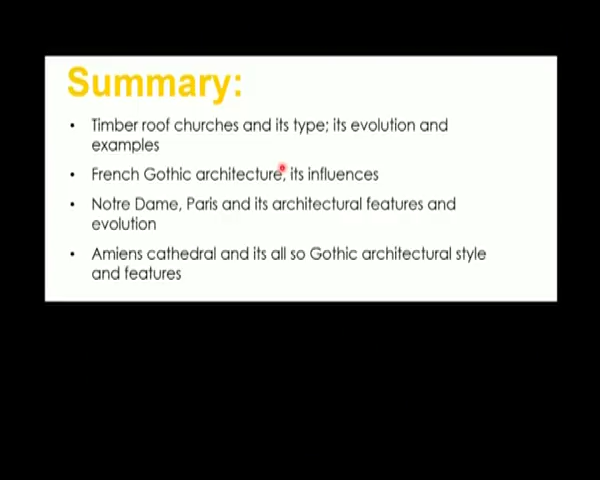 Summary:
• Timber roof churches and its type; its evolution and
examples
• French Gothic architecture, its influences
• Notre Dame, Paris and its architectural features and
evolution
• Amiens cathedral and its all so Gothic architectural style
and features